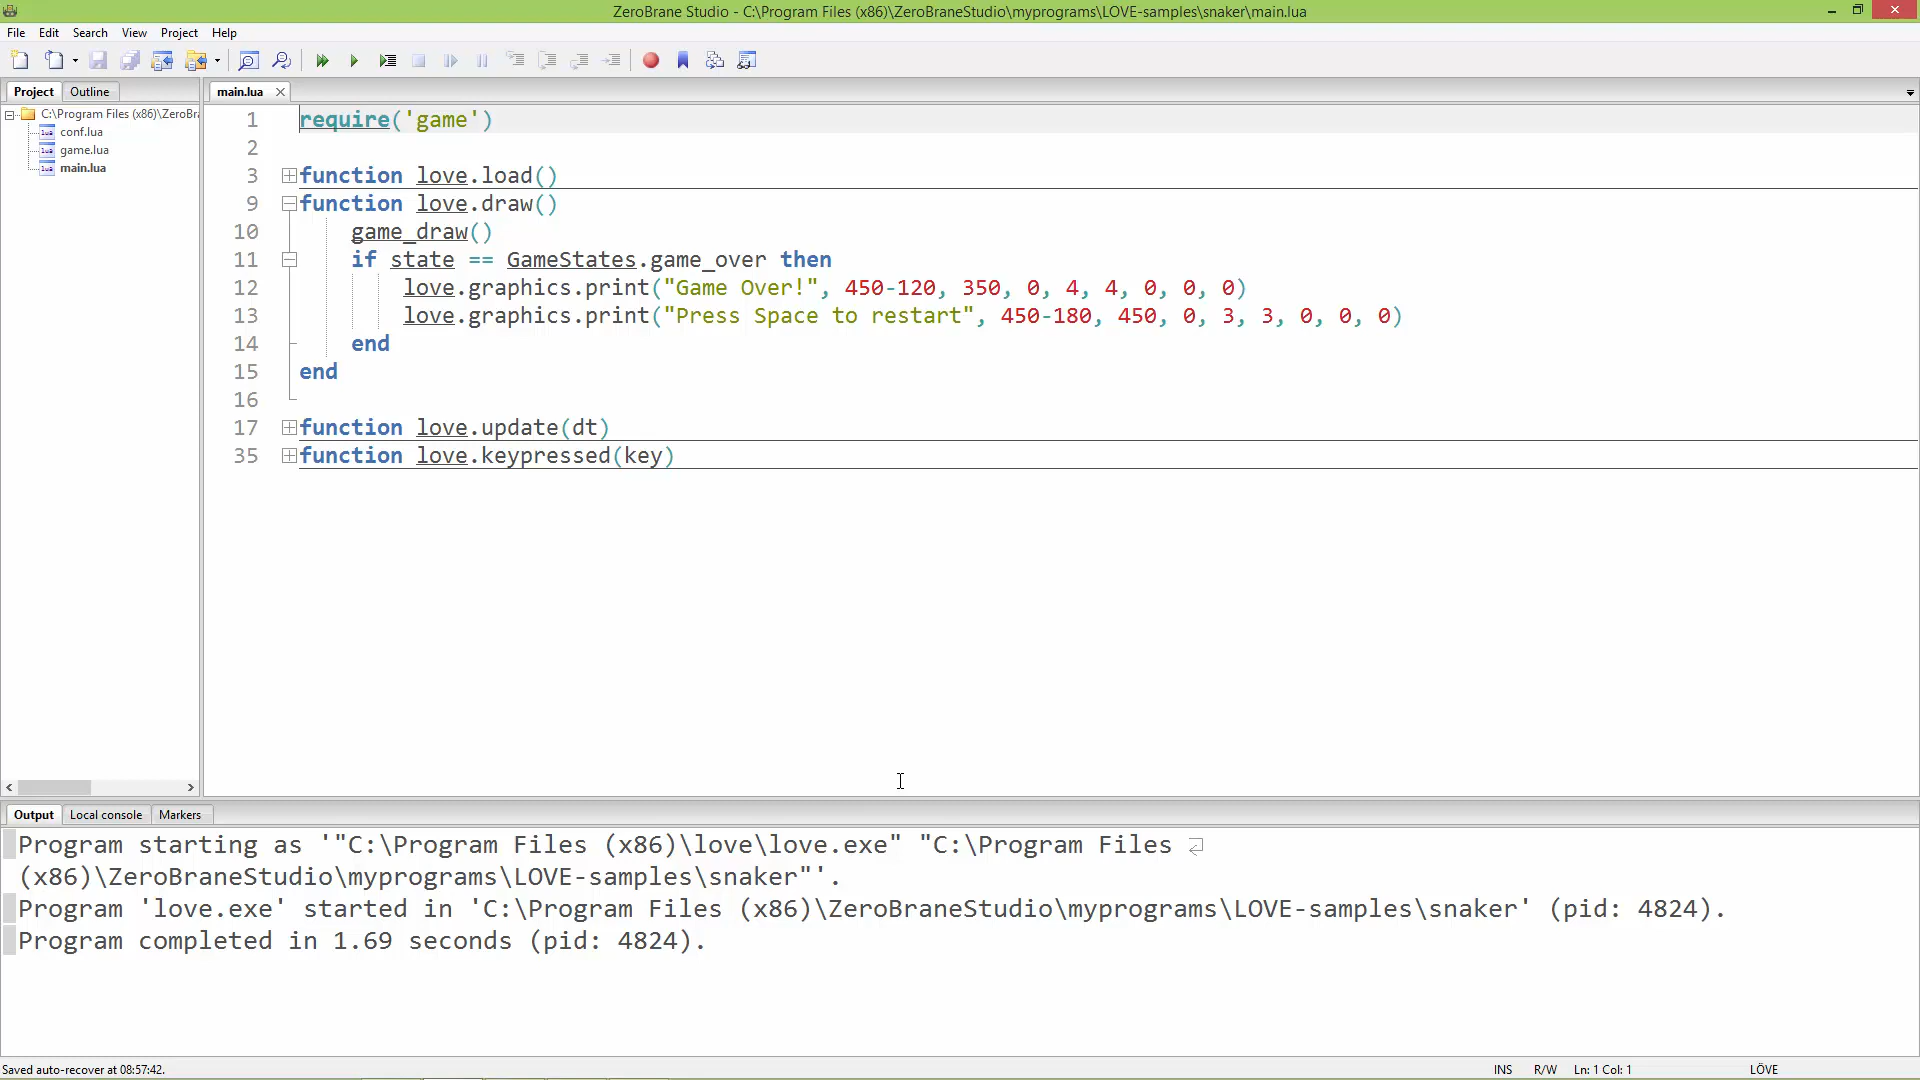 ZeroBrane Studio - C:\Program Files (x86)\ZeroBraneStudio\myprograms\LOVE-samples\snaker\main.lua
File Edit Search View Project Help
Project Outline
C:\Program Files (x86)\ZeroBra
conf.lua
game.lua
main.lua
main.lua
1 require('game')
2
3 function love.load()
9 function love.draw()
10 game_draw()
11 if state == GameStates.game_over then
12 love.graphics.print("Game Over!", 450-120, 350, 0, 4, 4, 0, 0, 0)
13 love.graphics.print("Press Space to restart", 450-180, 450, 0, 3, 3, 0, 0, 0)
14 end
15 end
16
17 function love.update(dt)
35 function love.keypressed(key)
Output Local console Markers
Program starting as '"C:\Program Files (x86)\love\love.exe" "C:\Program Files
(x86)\ZeroBraneStudio\myprograms\LOVE-samples\snaker"'.
Program 'love.exe' started in 'C:\Program Files (x86)\ZeroBraneStudio\myprograms\LOVE-samples\snaker' (pid: 4824).
Program completed in 1.69 seconds (pid: 4824).
Saved auto-recover at 08:57:42. INS R/W Ln: 1 Col: 1 LÖVE